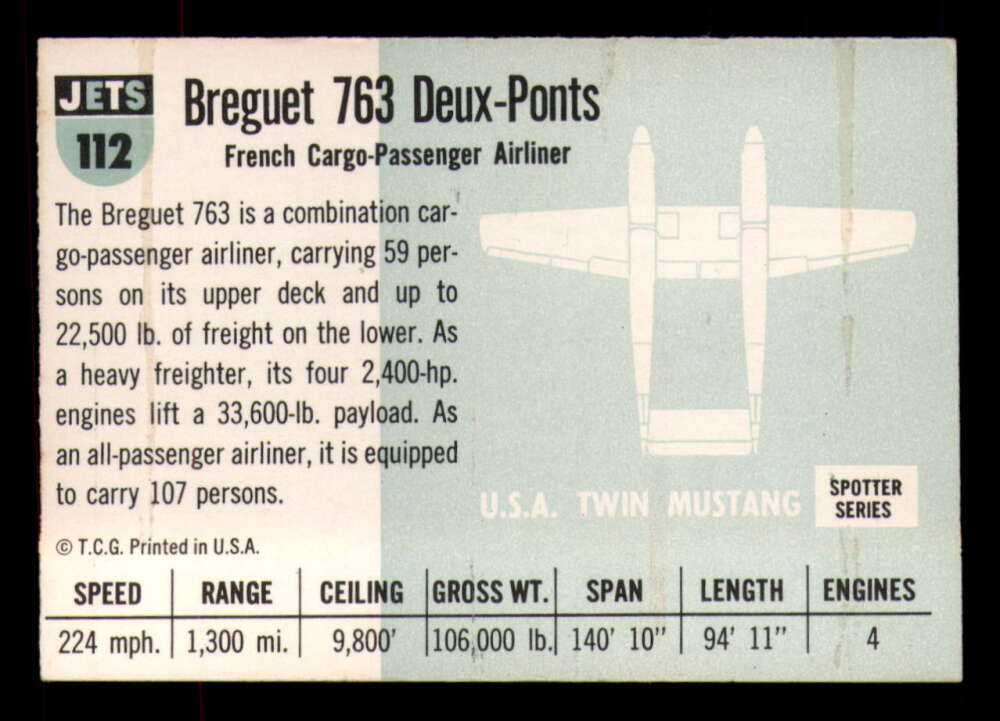 JETS
112
Breguet 763 Deux-Ponts
French Cargo-Passenger Airliner
The Breguet 763 is a combination car-
go-passenger airliner, carrying 59 per-
sons on its upper deck and up to
22,500 lb. of freight on the lower. As
a heavy freighter, its four 2,400-hp.
engines lift a 33,600-lb. payload. As
an all-passenger airliner, it is equipped
to carry 107 persons.
© T.C.G. Printed in U.S.A.
U.S.A. TWIN MUSTANG
SPOTTER
SERIES
SPEED RANGE CEILING GROSS WT. SPAN LENGTH ENGINES
224 mph. 1,300 mi. 9,800' 106,000 lb. 140' 10" 94' 11" 4